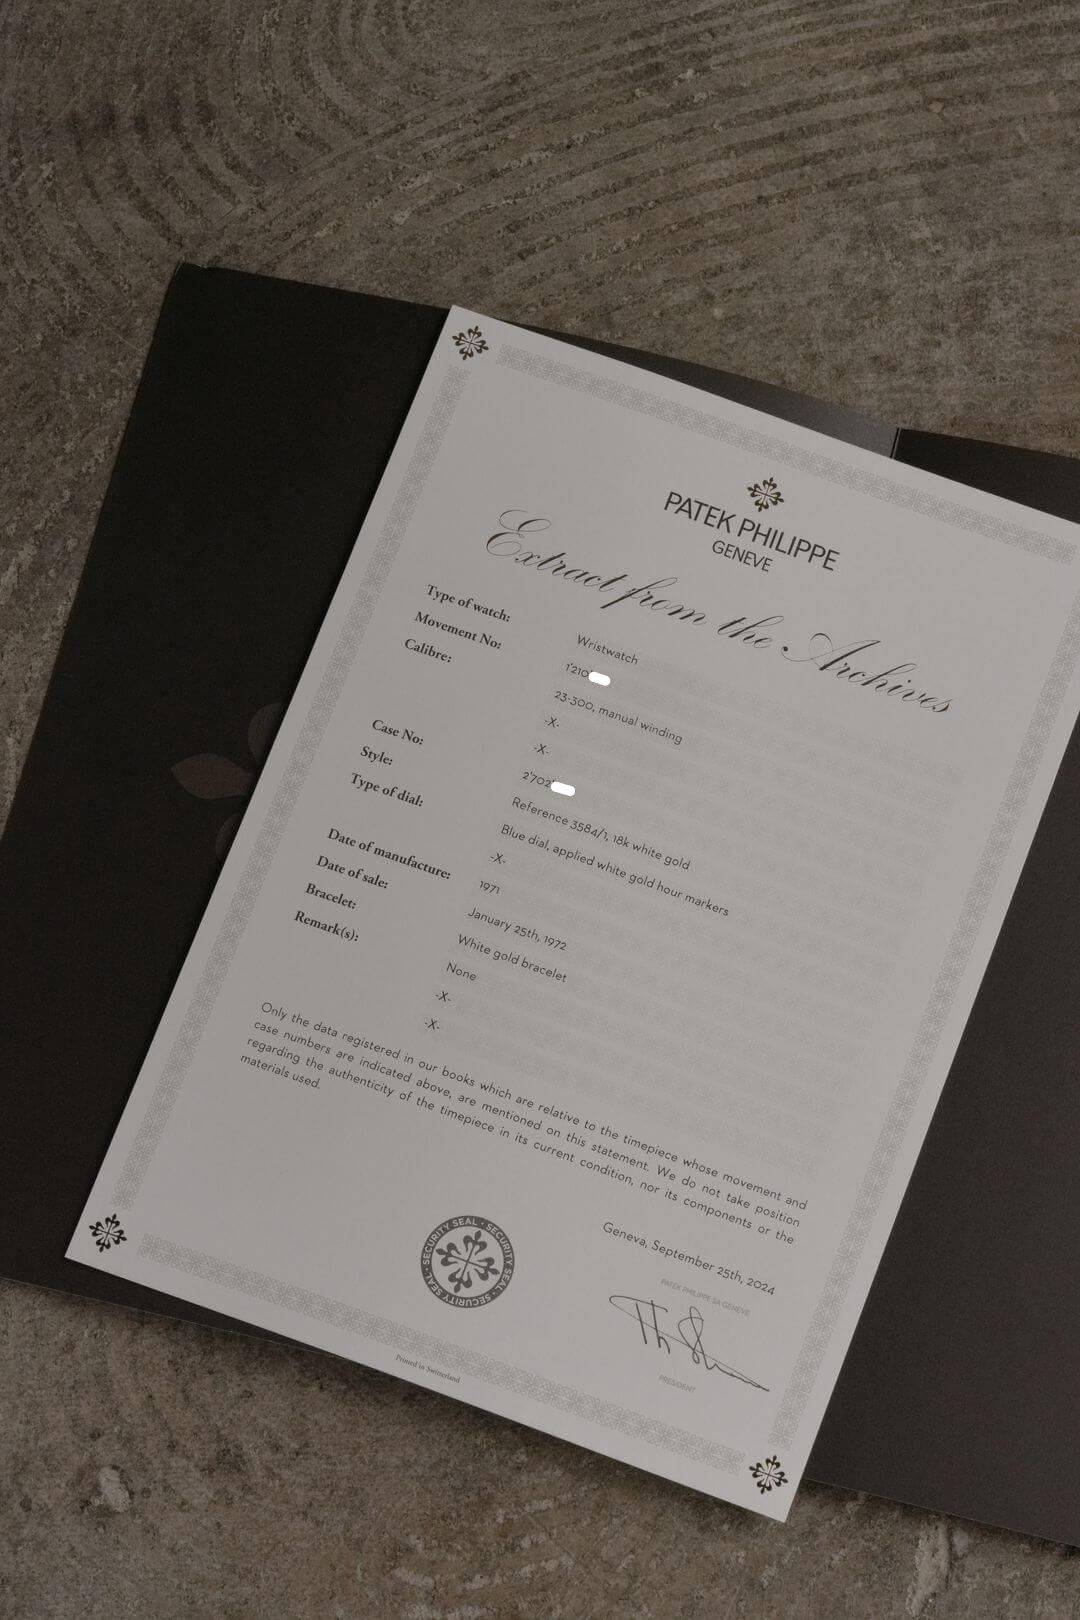 PATEK PHILIPPE
GENEVE
Extract from the Archives
Type of watch: Wristwatch
Movement No: 1'210'
Calibre: 23-300, manual winding
-X-
-X-
Case No: 2'702'
Style: Reference 3584/1, 18k white gold
Type of dial: Blue dial, applied white gold hour markers
-X-
Date of manufacture: 1971
Date of sale: January 25th, 1972
Bracelet: White gold bracelet
Remark(s): None
-X-
-X-
Only the data registered in our books which are relative to the timepiece whose movement and
case numbers are indicated above, are mentioned on this statement. We do not take position
regarding the authenticity of the timepiece in its current condition, nor its components or the
materials used.
Geneva, September 25th, 2024
PATEK PHILIPPE SA GENEVE
PRESIDENT
SECURITY SEAL · SECURITY SEAL · SECURITY SEAL ·
Printed in Switzerland